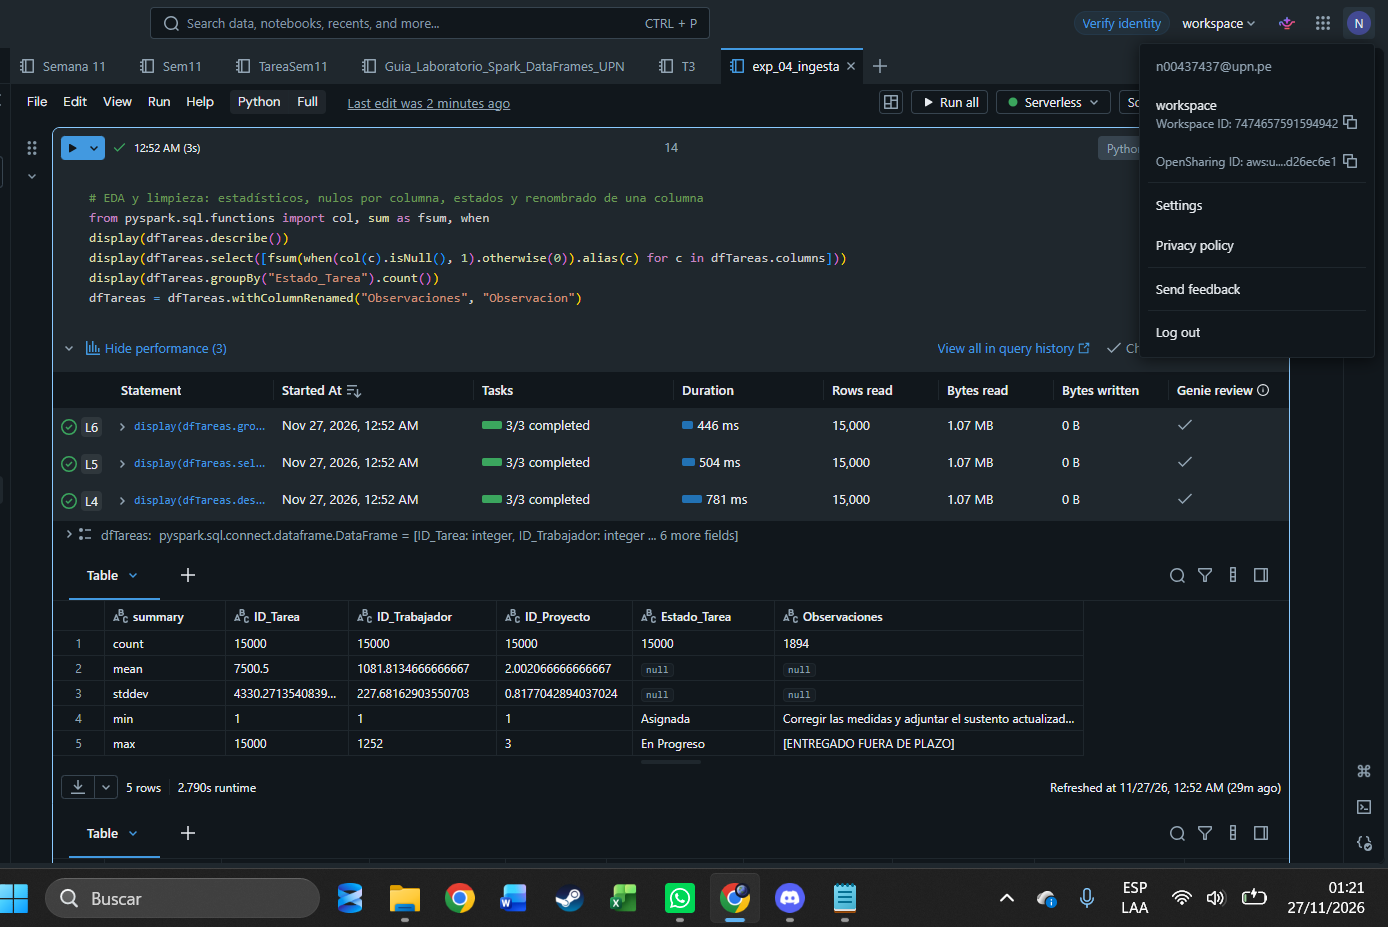 Search data, notebooks, recents, and more... CTRL + P
Verify identity workspace N
Semana 11 Sem11 TareaSem11 Guia_Laboratorio_Spark_DataFrames_UPN T3 exp_04_ingesta
File Edit View Run Help Python Full Last edit was 2 minutes ago Run all Serverless Sc
n00437437@upn.pe
workspace
Workspace ID: 7474657591594942
OpenSharing ID: aws:u....d26ec6e1
Settings
Privacy policy
Send feedback
Log out
12:52 AM (3s) 14 Python
# EDA y limpieza: estadísticos, nulos por columna, estados y renombrado de una columna
from pyspark.sql.functions import col, sum as fsum, when
display(dfTareas.describe())
display(dfTareas.select([fsum(when(col(c).isNull(), 1).otherwise(0)).alias(c) for c in dfTareas.columns]))
display(dfTareas.groupBy("Estado_Tarea").count())
dfTareas = dfTareas.withColumnRenamed("Observaciones", "Observacion")
Hide performance (3) View all in query history Ch
Statement Started At Tasks Duration Rows read Bytes read Bytes written Genie review
L6 display(dfTareas.gro... Nov 27, 2026, 12:52 AM 3/3 completed 446 ms 15,000 1.07 MB 0 B
L5 display(dfTareas.sel... Nov 27, 2026, 12:52 AM 3/3 completed 504 ms 15,000 1.07 MB 0 B
L4 display(dfTareas.des... Nov 27, 2026, 12:52 AM 3/3 completed 781 ms 15,000 1.07 MB 0 B
dfTareas: pyspark.sql.connect.dataframe.DataFrame = [ID_Tarea: integer, ID_Trabajador: integer ... 6 more fields]
Table
summary ID_Tarea ID_Trabajador ID_Proyecto Estado_Tarea Observaciones
1 count 15000 15000 15000 15000 1894
2 mean 7500.5 1081.8134666666667 2.002066666666667 null null
3 stddev 4330.2713540839... 227.68162903550703 0.8177042894037024 null null
4 min 1 1 1 Asignada Corregir las medidas y adjuntar el sustento actualizad...
5 max 15000 1252 3 En Progreso [ENTREGADO FUERA DE PLAZO]
5 rows 2.790s runtime Refreshed at 11/27/26, 12:52 AM (29m ago)
Table
Buscar ESP LAA 01:21 27/11/2026